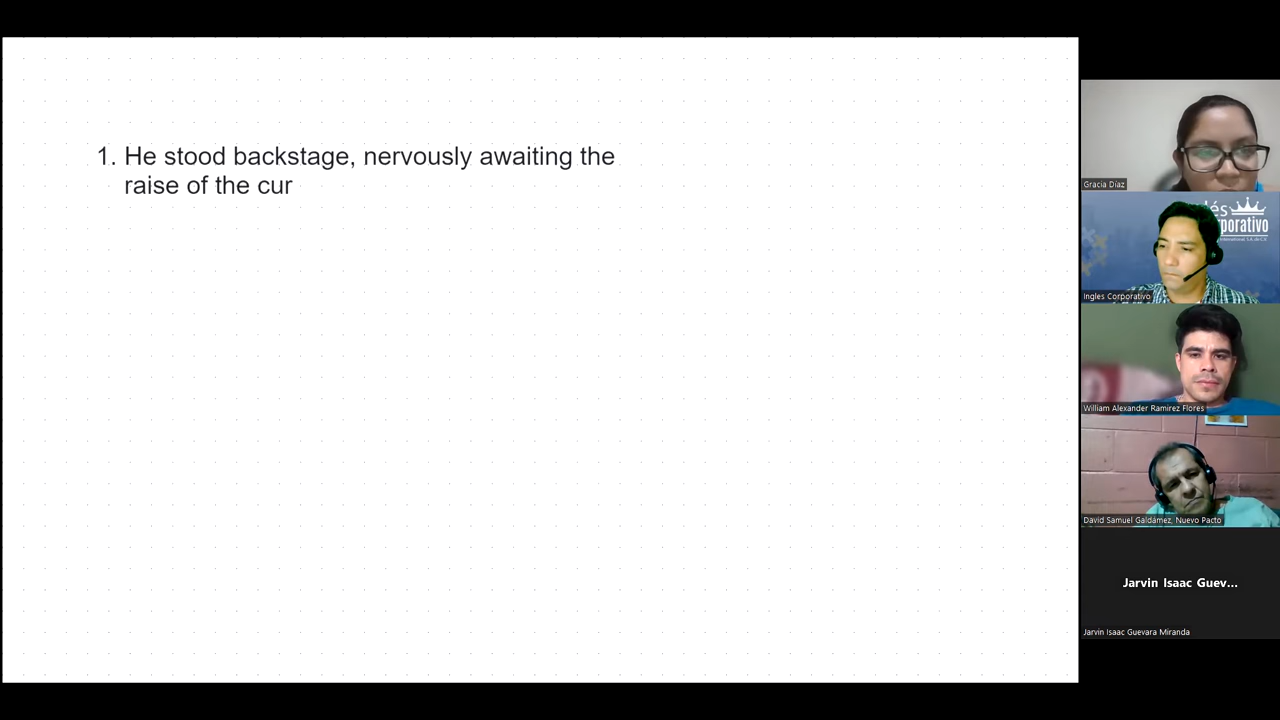 1. He stood backstage, nervously awaiting the
raise of the cur
Gracia Díaz
Ingles Corporativo
William Alexander Ramirez Flores
David Samuel Galdámez, Nuevo Pacto
Jarvin Isaac Guev...
Jarvin Isaac Guevara Miranda